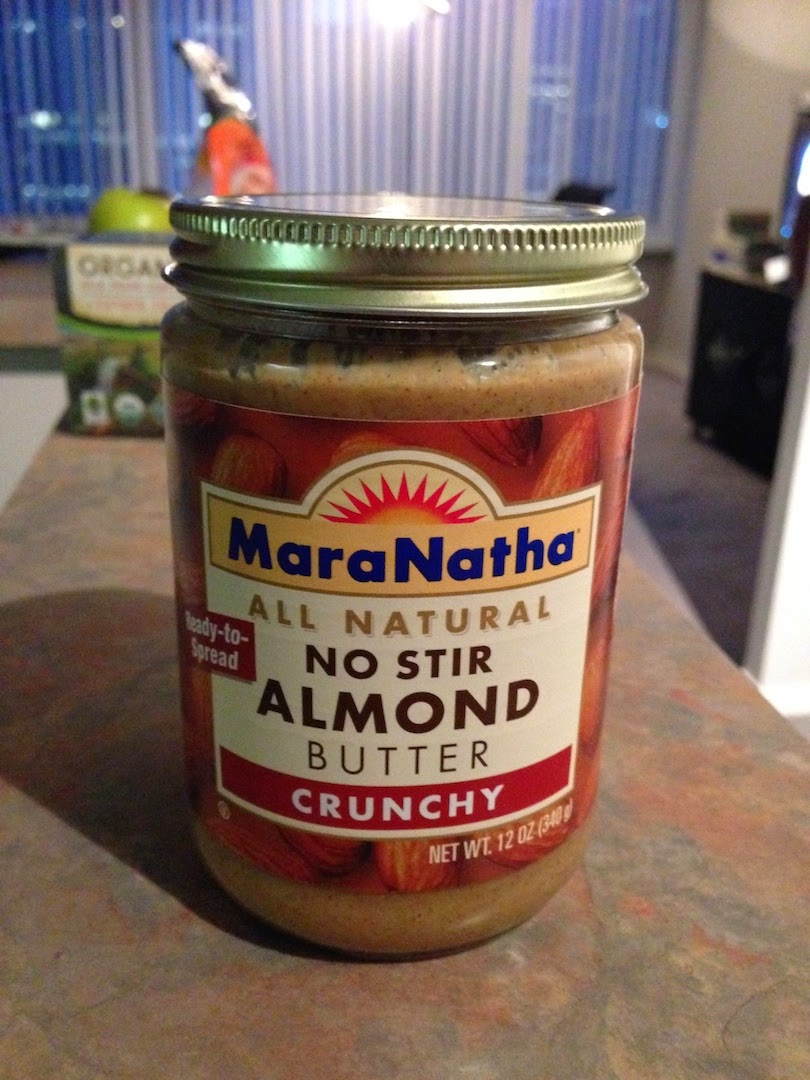 ORGAN
MaraNatha
ALL NATURAL
Ready-to-
Spread
NO STIR
ALMOND
BUTTER
CRUNCHY
NET WT. 12 OZ (340 g)